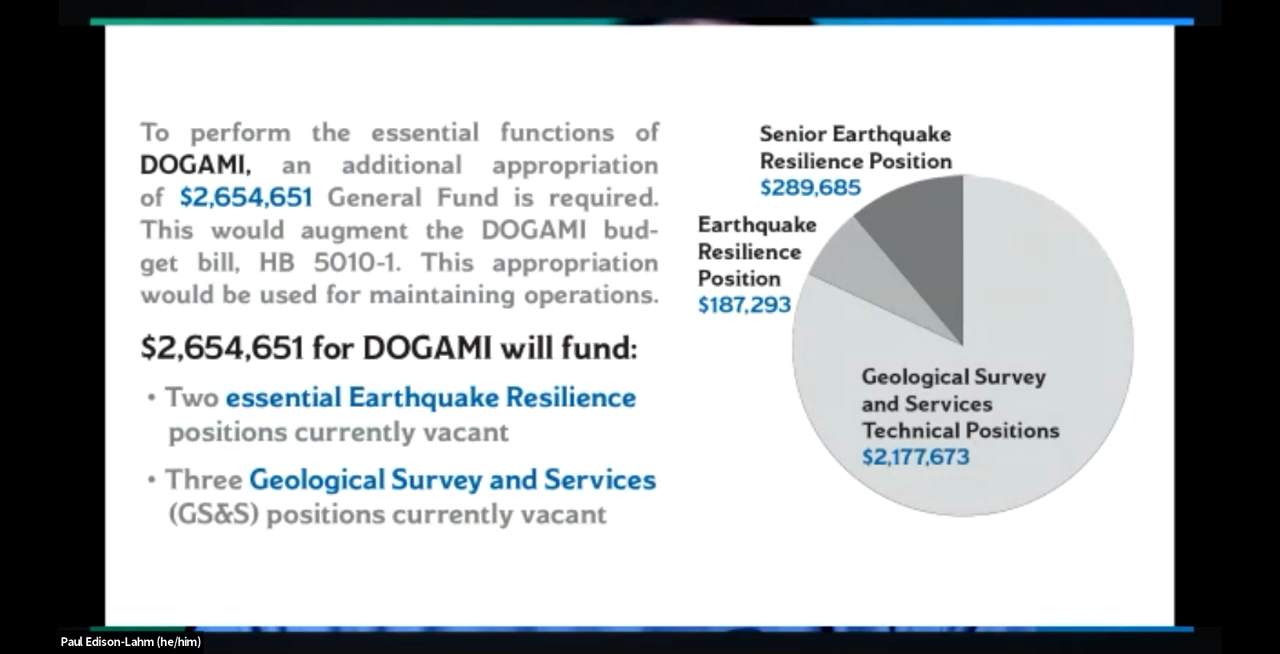 To perform the essential functions of
DOGAMI, an additional appropriation
of $2,654,651 General Fund is required.
This would augment the DOGAMI bud-
get bill, HB 5010-1. This appropriation
would be used for maintaining operations.
$2,654,651 for DOGAMI will fund:
• Two essential Earthquake Resilience
positions currently vacant
• Three Geological Survey and Services
(GS&S) positions currently vacant
Senior Earthquake
Resilience Position
$289,685
Earthquake
Resilience
Position
$187,293
Geological Survey
and Services
Technical Positions
$2,177,673
Paul Edison-Lahm (he/him)